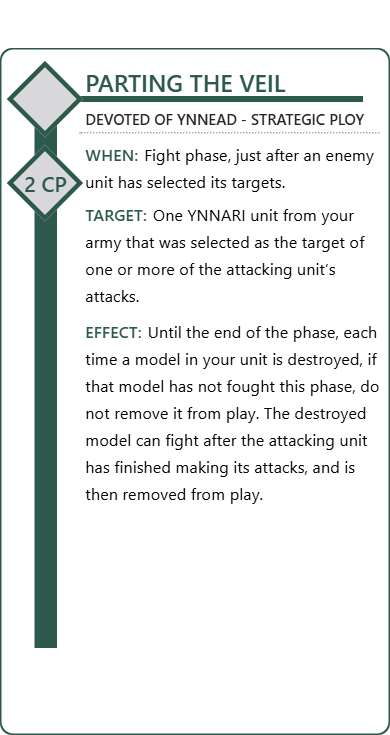 PARTING THE VEIL
DEVOTED OF YNNEAD - STRATEGIC PLOY
2 CP
WHEN: Fight phase, just after an enemy
unit has selected its targets.
TARGET: One YNNARI unit from your
army that was selected as the target of
one or more of the attacking unit's
attacks.
EFFECT: Until the end of the phase, each
time a model in your unit is destroyed, if
that model has not fought this phase, do
not remove it from play. The destroyed
model can fight after the attacking unit
has finished making its attacks, and is
then removed from play.